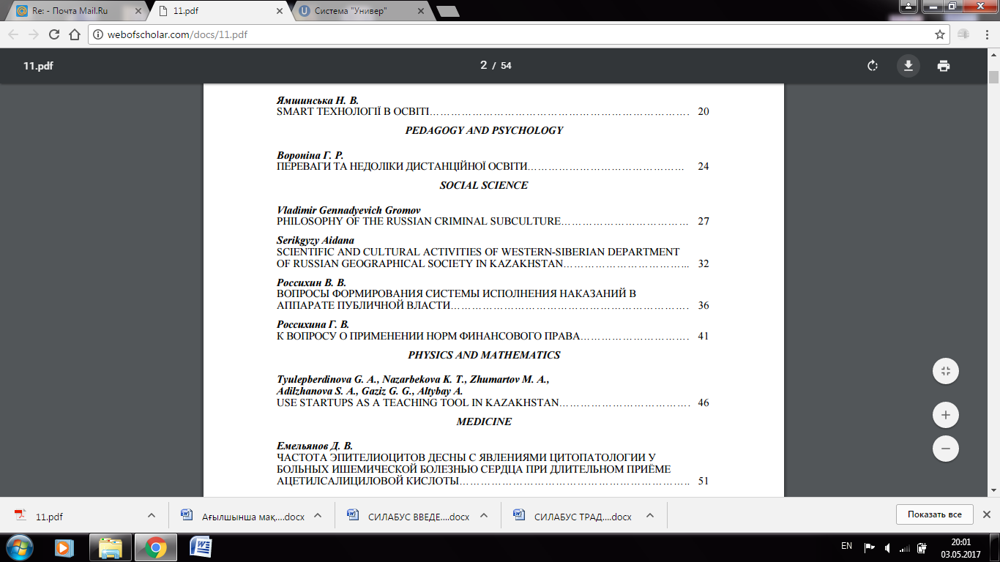 Re: - Почта Mail.Ru
11.pdf
Система "Универ"
webofscholar.com/docs/11.pdf
11.pdf
2 / 54
Ямшинська Н. В.
SMART ТЕХНОЛОГІЇ В ОСВІТІ…………………………………………………………………. 20
PEDAGOGY AND PSYCHOLOGY
Вороніна Г. Р.
ПЕРЕВАГИ ТА НЕДОЛІКИ ДИСТАНЦІЙНОЇ ОСВІТИ……………………………………… 24
SOCIAL SCIENCE
Vladimir Gennadyevich Gromov
PHILOSOPHY OF THE RUSSIAN CRIMINAL SUBCULTURE……………………………… 27
Serikgyzy Aidana
SCIENTIFIC AND CULTURAL ACTIVITIES OF WESTERN-SIBERIAN DEPARTMENT
OF RUSSIAN GEOGRAPHICAL SOCIETY IN KAZAKHSTAN……………………………... 32
Россихин В. В.
ВОПРОСЫ ФОРМИРОВАНИЯ СИСТЕМЫ ИСПОЛНЕНИЯ НАКАЗАНИЙ В
АППАРАТЕ ПУБЛИЧНОЙ ВЛАСТИ…………………………………………………………. 36
Россихина Г. В.
К ВОПРОСУ О ПРИМЕНЕНИИ НОРМ ФИНАНСОВОГО ПРАВА…………………………. 41
PHYSICS AND MATHEMATICS
Tyulepberdinova G. A., Nazarbekova K. T., Zhumartov M. A.,
Adilzhanova S. A., Gaziz G. G., Altybay A.
USE STARTUPS AS A TEACHING TOOL IN KAZAKHSTAN………………………………. 46
MEDICINE
Емельянов Д. В.
ЧАСТОТА ЭПИТЕЛИОЦИТОВ ДЕСНЫ С ЯВЛЕНИЯМИ ЦИТОПАТОЛОГИИ У
БОЛЬНЫХ ИШЕМИЧЕСКОЙ БОЛЕЗНЬЮ СЕРДЦА ПРИ ДЛИТЕЛЬНОМ ПРИЁМЕ
АЦЕТИЛСАЛИЦИЛОВОЙ КИСЛОТЫ……………………………………………………….. 51
11.pdf
Ағылшынша мақ....docx
СИЛАБУС ВВЕДЕ....docx
СИЛАБУС ТРАД....docx
Показать все
EN
20:01
03.05.2017